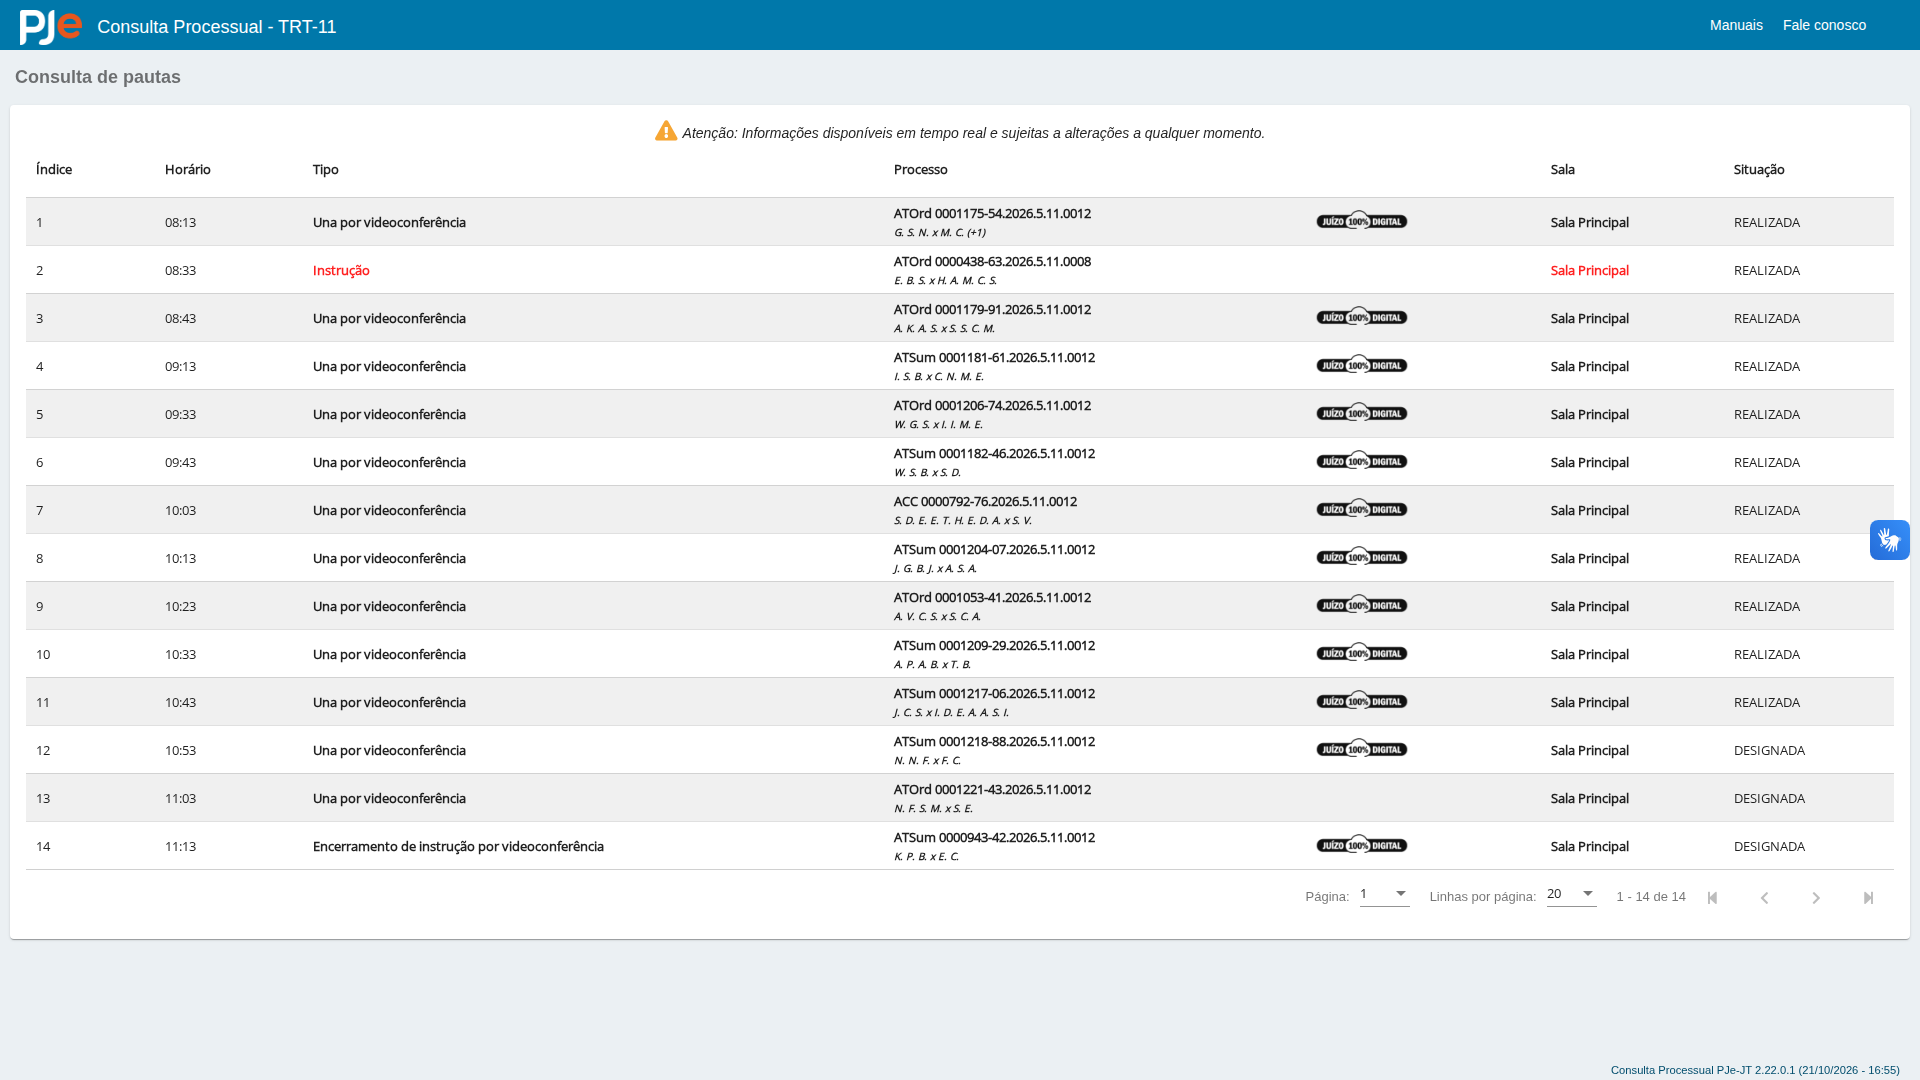 PJe Consulta Processual - TRT-11 Manuais Fale conosco
Consulta de pautas
Atenção: Informações disponíveis em tempo real e sujeitas a alterações a qualquer momento.
Índice Horário Tipo Processo Sala Situação
1 08:13 Una por videoconferência ATOrd 0001175-54.2026.5.11.0012 JUÍZO 100% DIGITAL Sala Principal REALIZADA
G. S. N. x M. C. (+1)
2 08:33 Instrução ATOrd 0000438-63.2026.5.11.0008 Sala Principal REALIZADA
E. B. S. x H. A. M. C. S.
3 08:43 Una por videoconferência ATOrd 0001179-91.2026.5.11.0012 JUÍZO 100% DIGITAL Sala Principal REALIZADA
A. K. A. S. x S. S. C. M.
4 09:13 Una por videoconferência ATSum 0001181-61.2026.5.11.0012 JUÍZO 100% DIGITAL Sala Principal REALIZADA
I. S. B. x C. N. M. E.
5 09:33 Una por videoconferência ATOrd 0001206-74.2026.5.11.0012 JUÍZO 100% DIGITAL Sala Principal REALIZADA
W. G. S. x I. I. M. E.
6 09:43 Una por videoconferência ATSum 0001182-46.2026.5.11.0012 JUÍZO 100% DIGITAL Sala Principal REALIZADA
W. S. B. x S. D.
7 10:03 Una por videoconferência ACC 0000792-76.2026.5.11.0012 JUÍZO 100% DIGITAL Sala Principal REALIZADA
S. D. E. E. T. H. E. D. A. x S. V.
8 10:13 Una por videoconferência ATSum 0001204-07.2026.5.11.0012 JUÍZO 100% DIGITAL Sala Principal REALIZADA
J. G. B. J. x A. S. A.
9 10:23 Una por videoconferência ATOrd 0001053-41.2026.5.11.0012 JUÍZO 100% DIGITAL Sala Principal REALIZADA
A. V. C. S. x S. C. A.
10 10:33 Una por videoconferência ATSum 0001209-29.2026.5.11.0012 JUÍZO 100% DIGITAL Sala Principal REALIZADA
A. P. A. B. x T. B.
11 10:43 Una por videoconferência ATSum 0001217-06.2026.5.11.0012 JUÍZO 100% DIGITAL Sala Principal REALIZADA
J. C. S. x I. D. E. A. A. S. I.
12 10:53 Una por videoconferência ATSum 0001218-88.2026.5.11.0012 JUÍZO 100% DIGITAL Sala Principal DESIGNADA
N. N. F. x F. C.
13 11:03 Una por videoconferência ATOrd 0001221-43.2026.5.11.0012 Sala Principal DESIGNADA
N. F. S. M. x S. E.
14 11:13 Encerramento de instrução por videoconferência ATSum 0000943-42.2026.5.11.0012 JUÍZO 100% DIGITAL Sala Principal DESIGNADA
K. P. B. x E. C.
Página: 1 Linhas por página: 20 1 - 14 de 14
Consulta Processual PJe-JT 2.22.0.1 (21/10/2026 - 16:55)